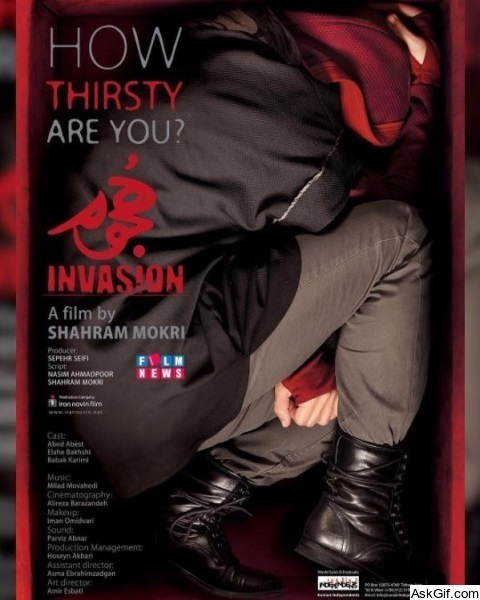 HOW
THIRSTY
ARE YOU?
هجوم
INVASION
A film by
SHAHRAM MOKRI
Producer:
SEPEHR SEIFI
Script:
NASIM AHMADPOOR
SHAHRAM MOKRI
FILM
NEWS
Production Company:
iran novin film
Cast:
Abed Abest
Elahe Bakhshi
Babak Karimi
Music:
Milad Movahedi
Cinematography:
Alireza Barazandeh
Makeup:
Iman Omidvari
Sound:
Parviz Abnar
Production Management:
Hoseyn Akbari
Assistant director:
Asma Ebrahimzadgan
Art director:
Amir Esbati
AskGif.com